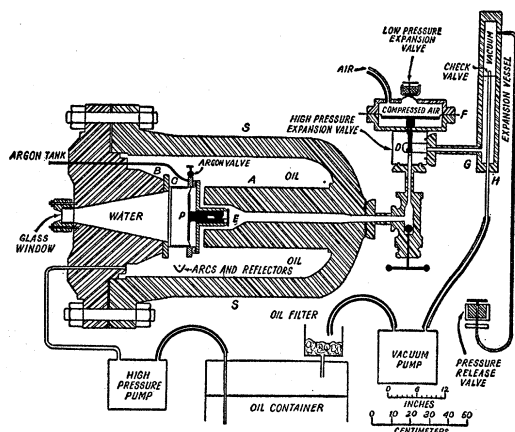 LOW PRESSURE
EXPANSION
VALVE
AIR
COMPRESSED AIR
F
CHECK
VALVE
VACUUM
EXPANSION VESSEL
HIGH PRESSURE
EXPANSION VALVE
D
G
H
S
ARGON TANK
ARGON VALVE
B
C
A
OIL
WATER
P
E
GLASS
WINDOW
OIL
ARCS AND REFLECTORS
S
OIL FILTER
HIGH
PRESSURE
PUMP
OIL CONTAINER
VACUUM
PUMP
PRESSURE
RELEASE
VALVE
0 6 12
INCHES
0 10 20 30 40 50
CENTIMETERS